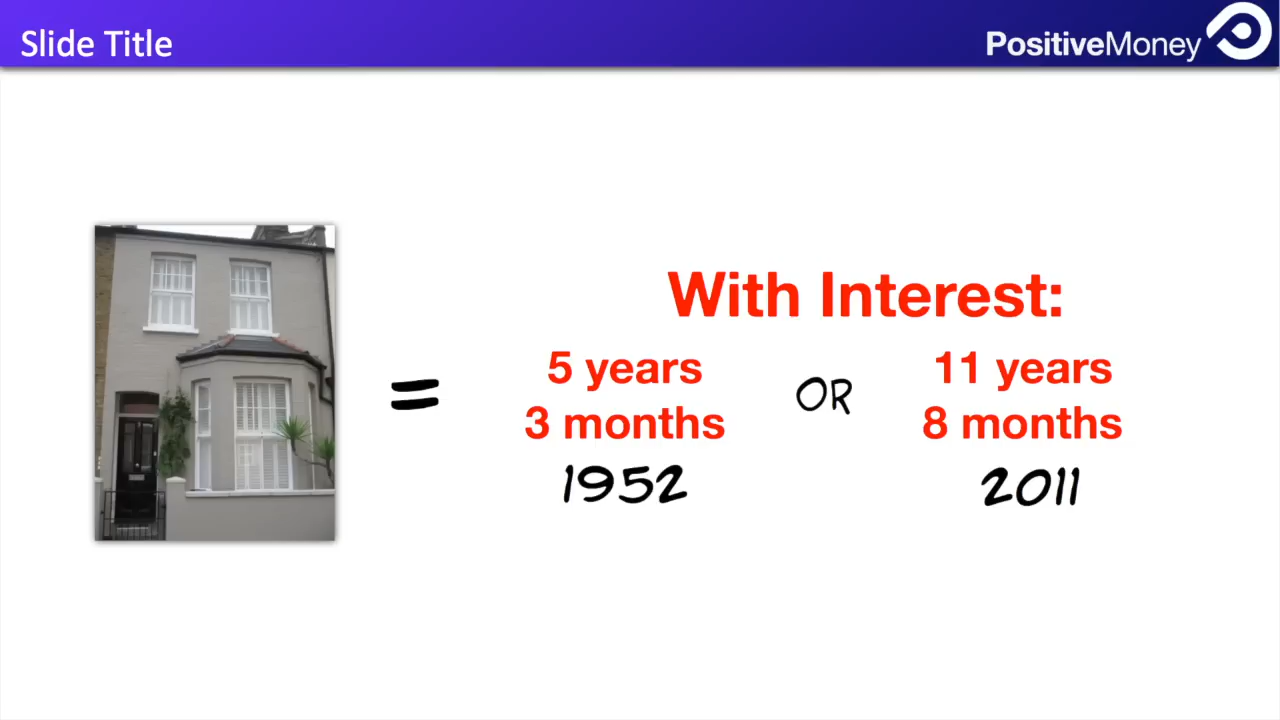 Slide Title
PositiveMoney
With Interest:
5 years
3 months
1952
=
OR
11 years
8 months
2011